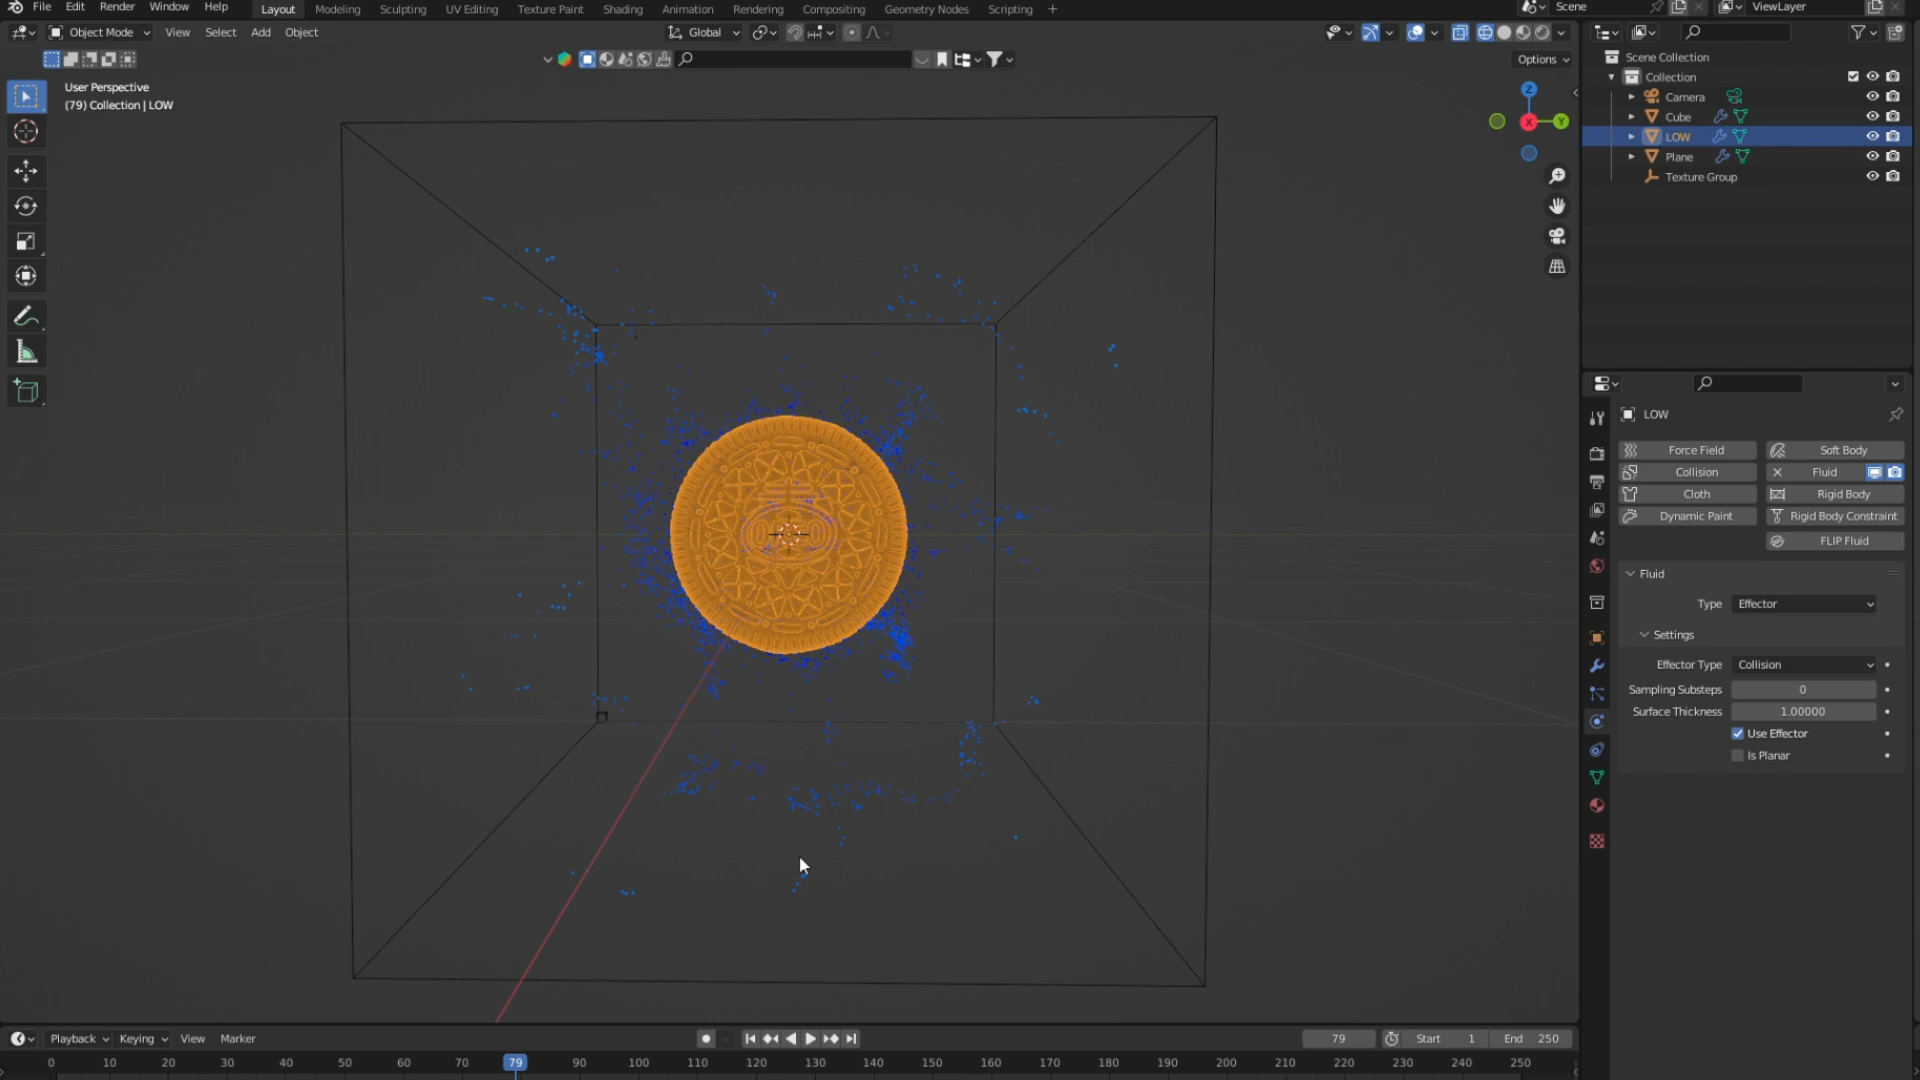 File Edit Render Window Help Layout Modeling Sculpting UV Editing Texture Paint Shading Animation Rendering Compositing Geometry Nodes Scripting + Scene ViewLayer
Object Mode View Select Add Object Global
Options
User Perspective
(79) Collection | LOW
Z
X Y
Scene Collection
Collection
Camera
Cube
LOW
Plane
Texture Group
LOW
Force Field Soft Body
Collision Fluid
Cloth Rigid Body
Dynamic Paint Rigid Body Constraint
FLIP Fluid
Fluid
Type Effector
Settings
Effector Type Collision
Sampling Substeps 0
Surface Thickness 1.00000
Use Effector
Is Planar
Playback Keying View Marker 79 Start 1 End 250
0 10 20 30 40 50 60 70 79 90 100 110 120 130 140 150 160 170 180 190 200 210 220 230 240 250